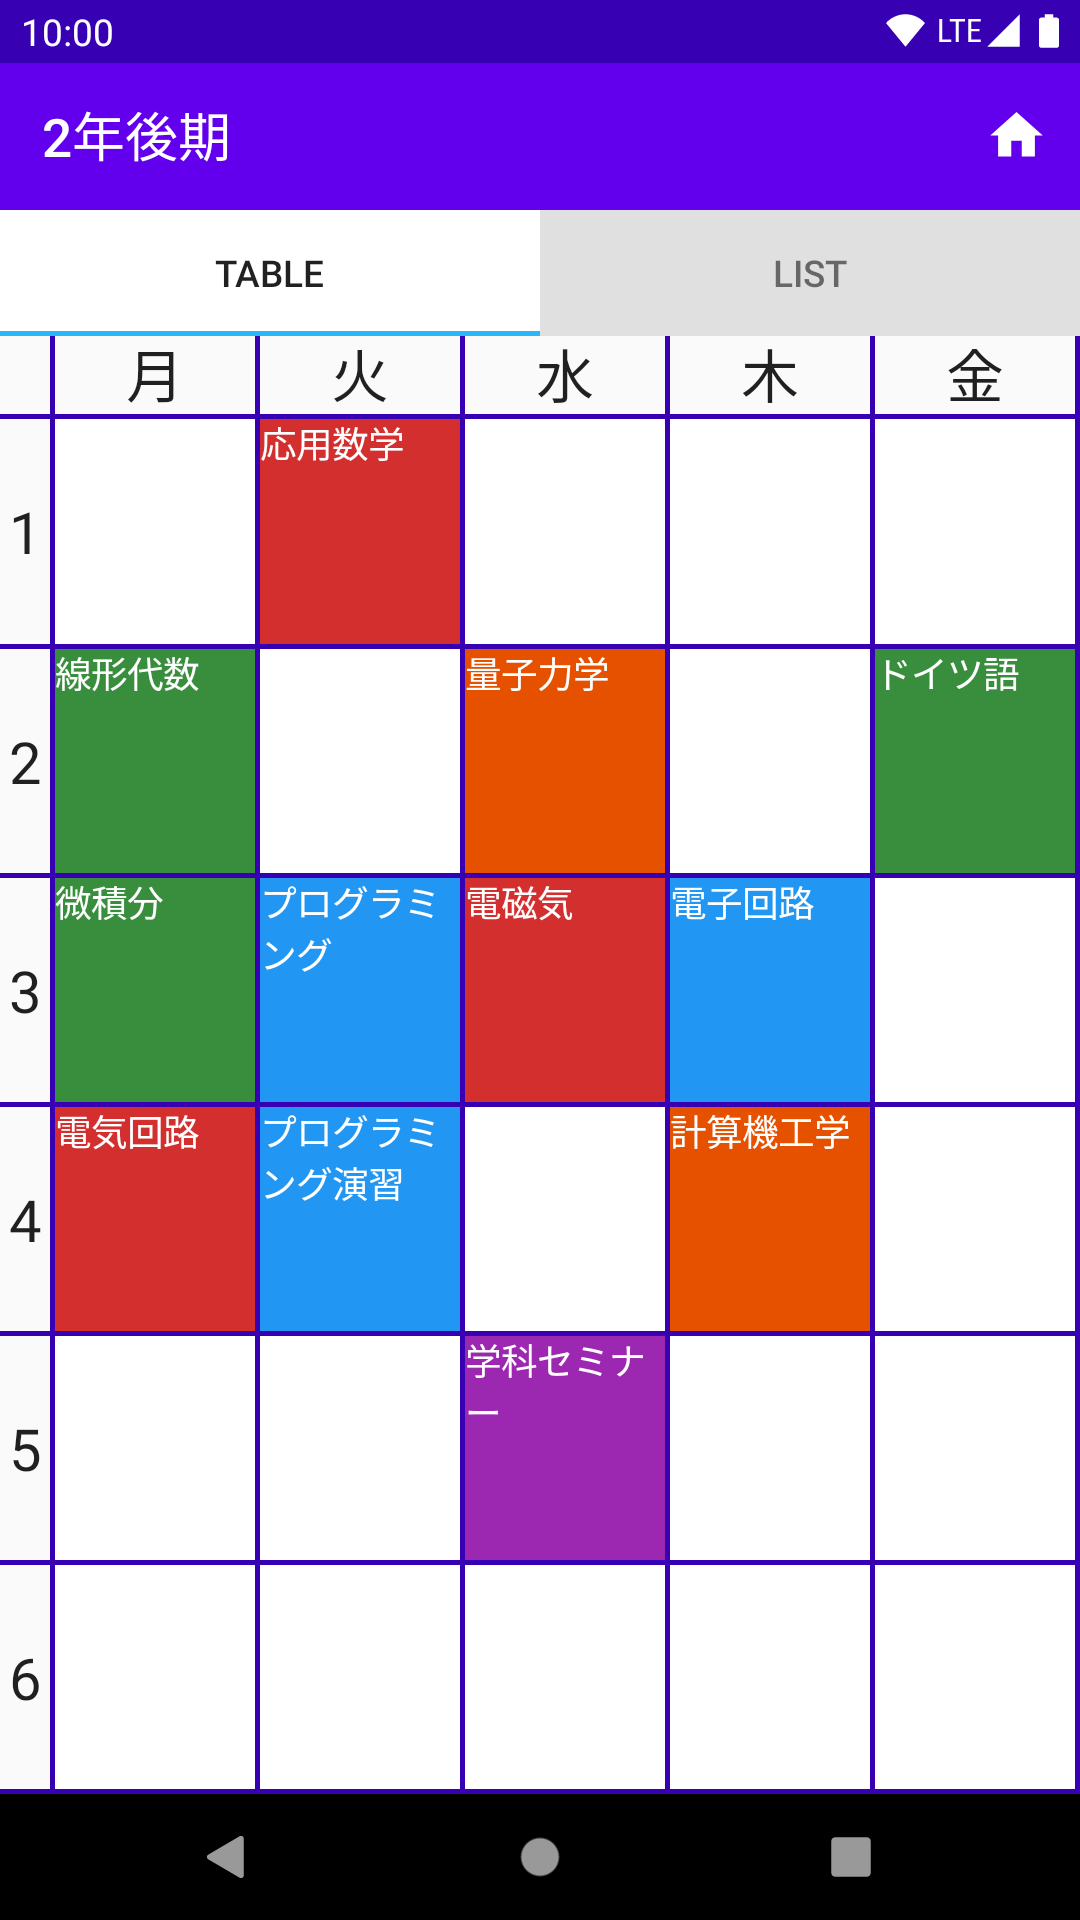 10:00 LTE
2年後期
TABLE LIST
月 火 水 木 金
1 応用数学
2 線形代数 量子力学 ドイツ語
3 微積分 プログラミ 電磁気 電子回路
ング
4 電気回路 プログラミ 計算機工学
ング演習
5 学科セミナ
ー
6